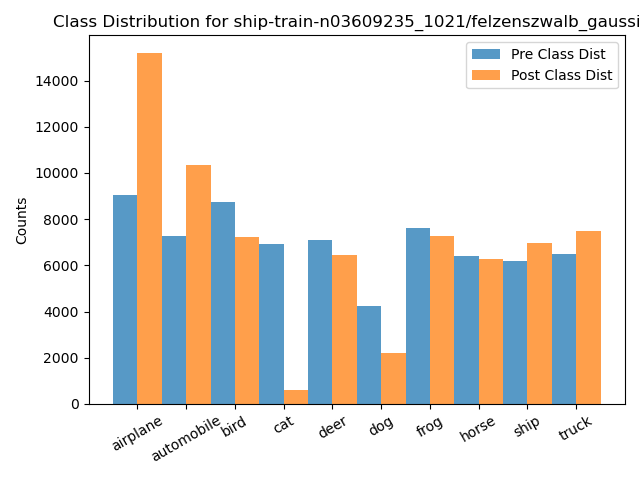 Class Distribution for ship-train-n03609235_1021/felzenszwalb_gaussi
Pre Class Dist
Post Class Dist
14000
12000
10000
8000
6000
4000
2000
0
Counts
airplane
automobile
bird
cat
deer
dog
frog
horse
ship
truck